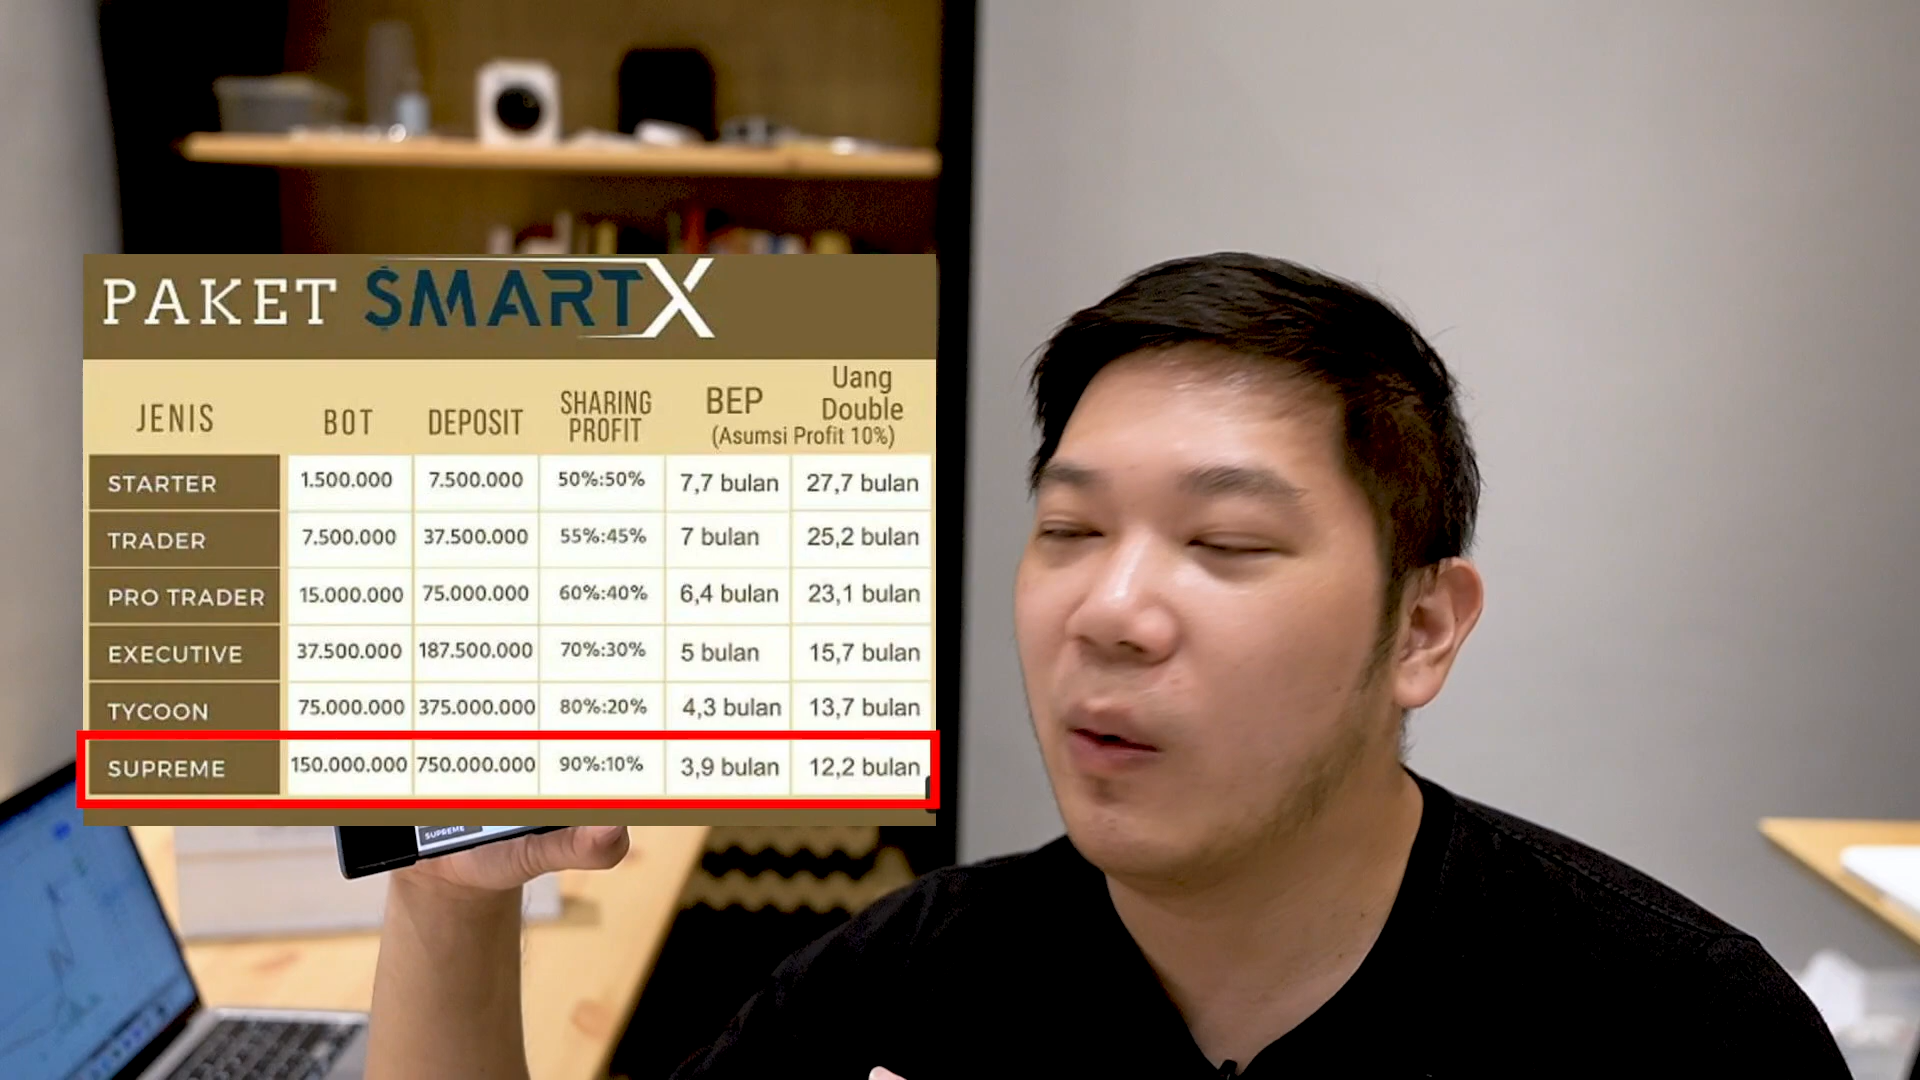 PAKET $MARTX
JENIS BOT DEPOSIT SHARING PROFIT BEP Uang Double
(Asumsi Profit 10%)
STARTER 1.500.000 7.500.000 50%:50% 7,7 bulan 27,7 bulan
TRADER 7.500.000 37.500.000 55%:45% 7 bulan 25,2 bulan
PRO TRADER 15.000.000 75.000.000 60%:40% 6,4 bulan 23,1 bulan
EXECUTIVE 37.500.000 187.500.000 70%:30% 5 bulan 15,7 bulan
TYCOON 75.000.000 375.000.000 80%:20% 4,3 bulan 13,7 bulan
SUPREME 150.000.000 750.000.000 90%:10% 3,9 bulan 12,2 bulan
SUPREME